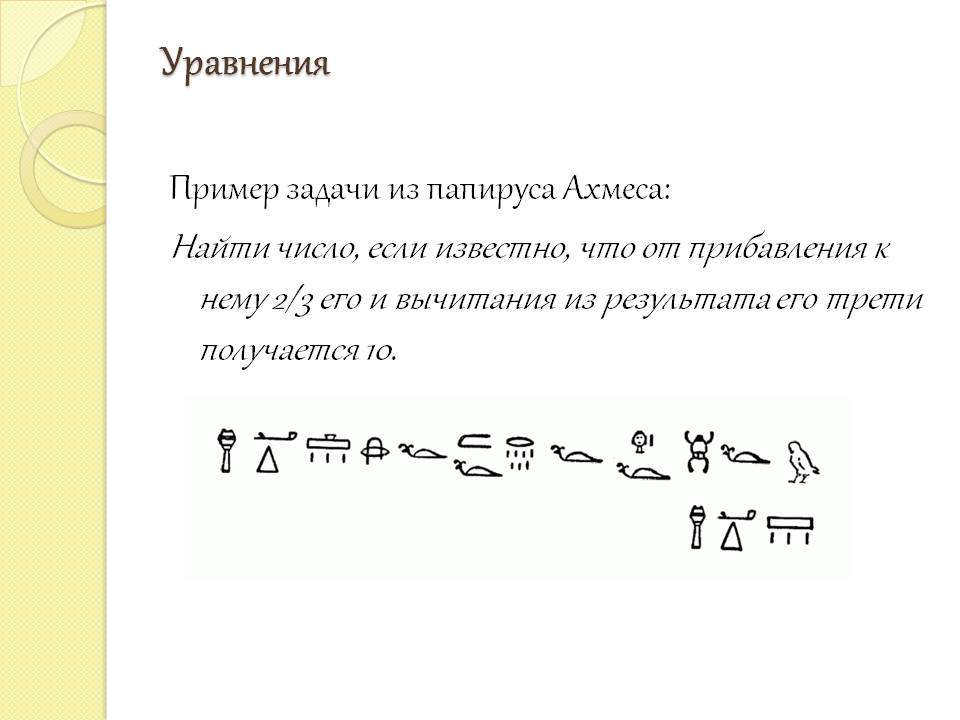 Уравнения
Пример задачи из папируса Ахмеса:
Найти число, если известно, что от прибавления к
нему 2/3 его и вычитания из результата его трети
получается 10.